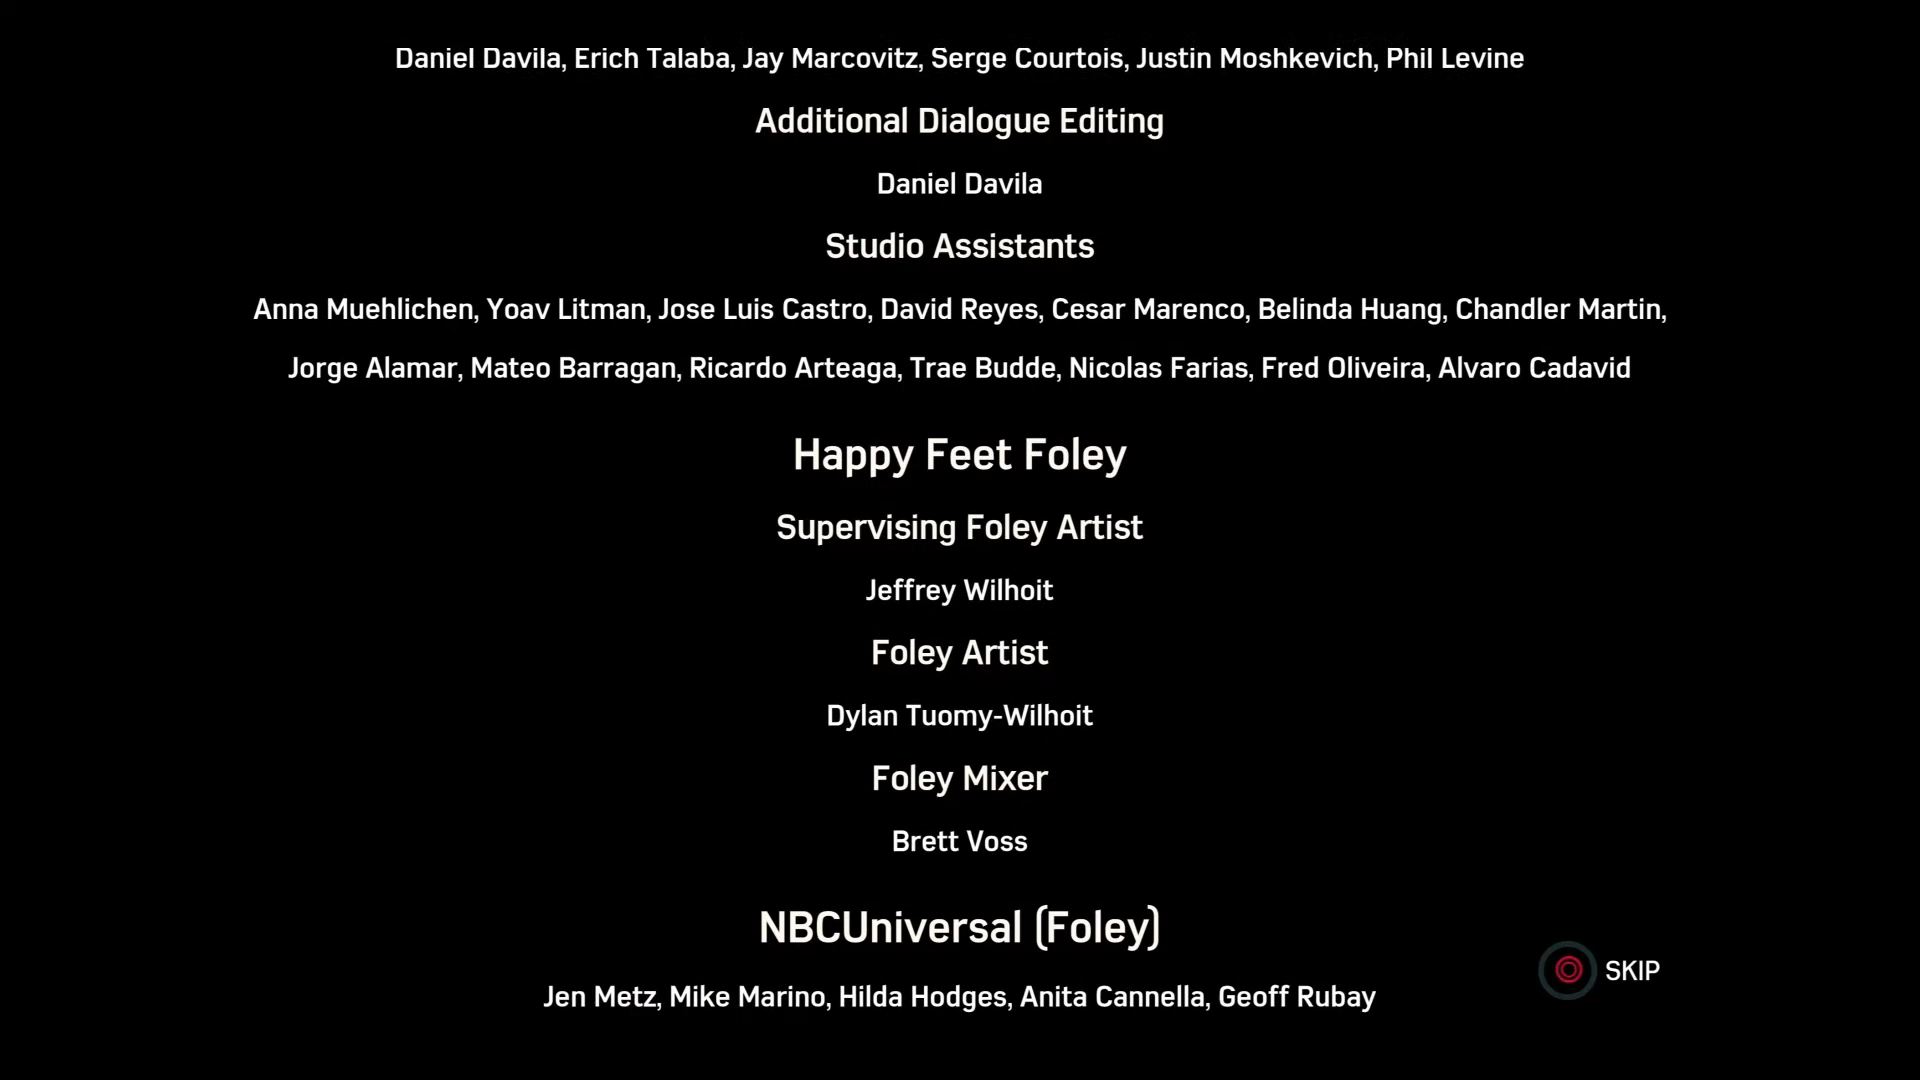 Daniel Davila, Erich Talaba, Jay Marcovitz, Serge Courtois, Justin Moshkevich, Phil Levine
Additional Dialogue Editing
Daniel Davila
Studio Assistants
Anna Muehlichen, Yoav Litman, Jose Luis Castro, David Reyes, Cesar Marenco, Belinda Huang, Chandler Martin,
Jorge Alamar, Mateo Barragan, Ricardo Arteaga, Trae Budde, Nicolas Farias, Fred Oliveira, Alvaro Cadavid
Happy Feet Foley
Supervising Foley Artist
Jeffrey Wilhoit
Foley Artist
Dylan Tuomy-Wilhoit
Foley Mixer
Brett Voss
NBCUniversal (Foley)
SKIP
Jen Metz, Mike Marino, Hilda Hodges, Anita Cannella, Geoff Rubay